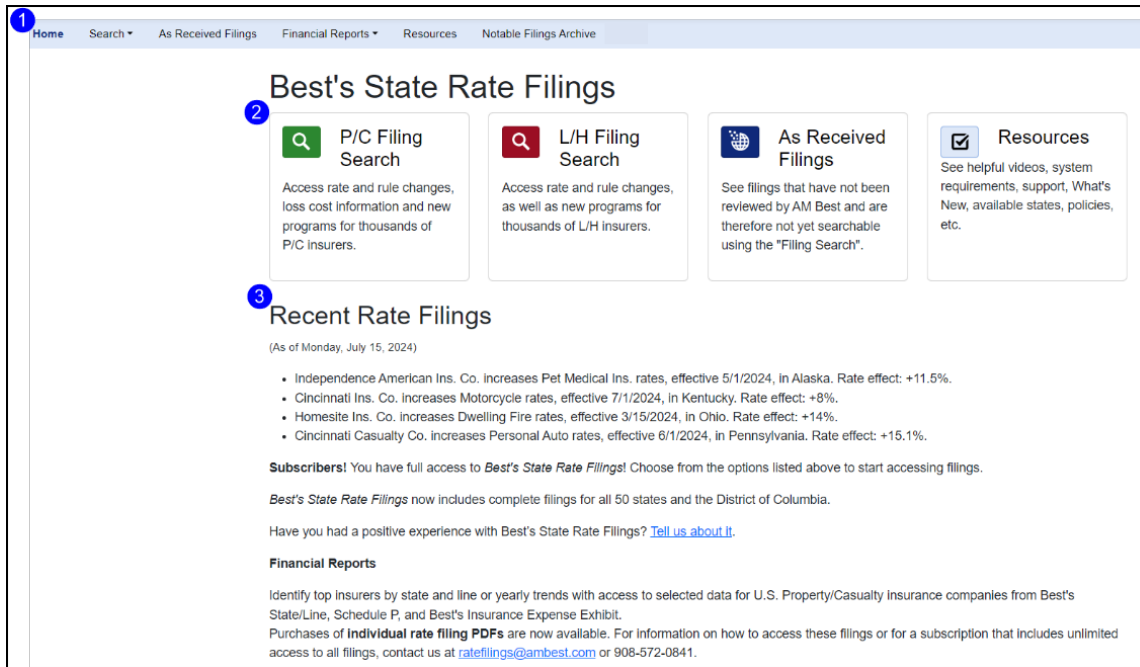 1
Home Search As Received Filings Financial Reports Resources Notable Filings Archive
Best's State Rate Filings
2
P/C Filing
Search
Access rate and rule changes,
loss cost information and new
programs for thousands of
P/C insurers.
L/H Filing
Search
Access rate and rule changes,
as well as new programs for
thousands of L/H insurers.
As Received
Filings
See filings that have not been
reviewed by AM Best and are
therefore not yet searchable
using the "Filing Search".
Resources
See helpful videos, system
requirements, support, What's
New, available states, policies,
etc.
3
Recent Rate Filings
(As of Monday, July 15, 2024)
• Independence American Ins. Co. increases Pet Medical Ins. rates, effective 5/1/2024, in Alaska. Rate effect: +11.5%.
• Cincinnati Ins. Co. increases Motorcycle rates, effective 7/1/2024, in Kentucky. Rate effect: +8%.
• Homesite Ins. Co. increases Dwelling Fire rates, effective 3/15/2024, in Ohio. Rate effect: +14%.
• Cincinnati Casualty Co. increases Personal Auto rates, effective 6/1/2024, in Pennsylvania. Rate effect: +15.1%.
Subscribers! You have full access to Best's State Rate Filings! Choose from the options listed above to start accessing filings.
Best's State Rate Filings now includes complete filings for all 50 states and the District of Columbia.
Have you had a positive experience with Best's State Rate Filings? Tell us about it.
Financial Reports
Identify top insurers by state and line or yearly trends with access to selected data for U.S. Property/Casualty insurance companies from Best's
State/Line, Schedule P, and Best's Insurance Expense Exhibit.
Purchases of individual rate filing PDFs are now available. For information on how to access these filings or for a subscription that includes unlimited
access to all filings, contact us at ratefilings@ambest.com or 908-572-0841.